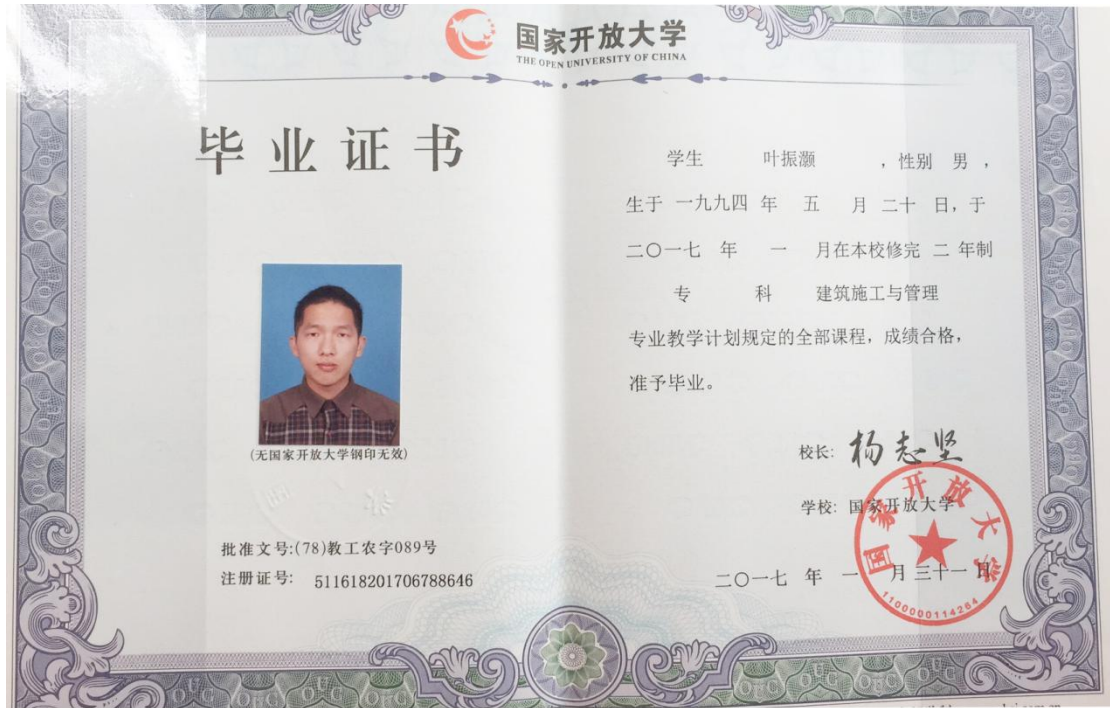 国家开放大学
THE OPEN UNIVERSITY OF CHINA
毕业证书
(无国家开放大学钢印无效)
批准文号:(78)教工农字089号
注册证号: 511618201706788646
学生 叶振灏 ，性别 男，
生于 一九九四 年 五 月 二十 日，于
二〇一七 年 一 月在本校修完 二 年制
专 科 建筑施工与管理
专业教学计划规定的全部课程，成绩合格，
准予毕业。
校长: 杨志坚
学校: 国家开放大学
二〇一七 年 一 月三十一日
国家开放大学
1100000114264